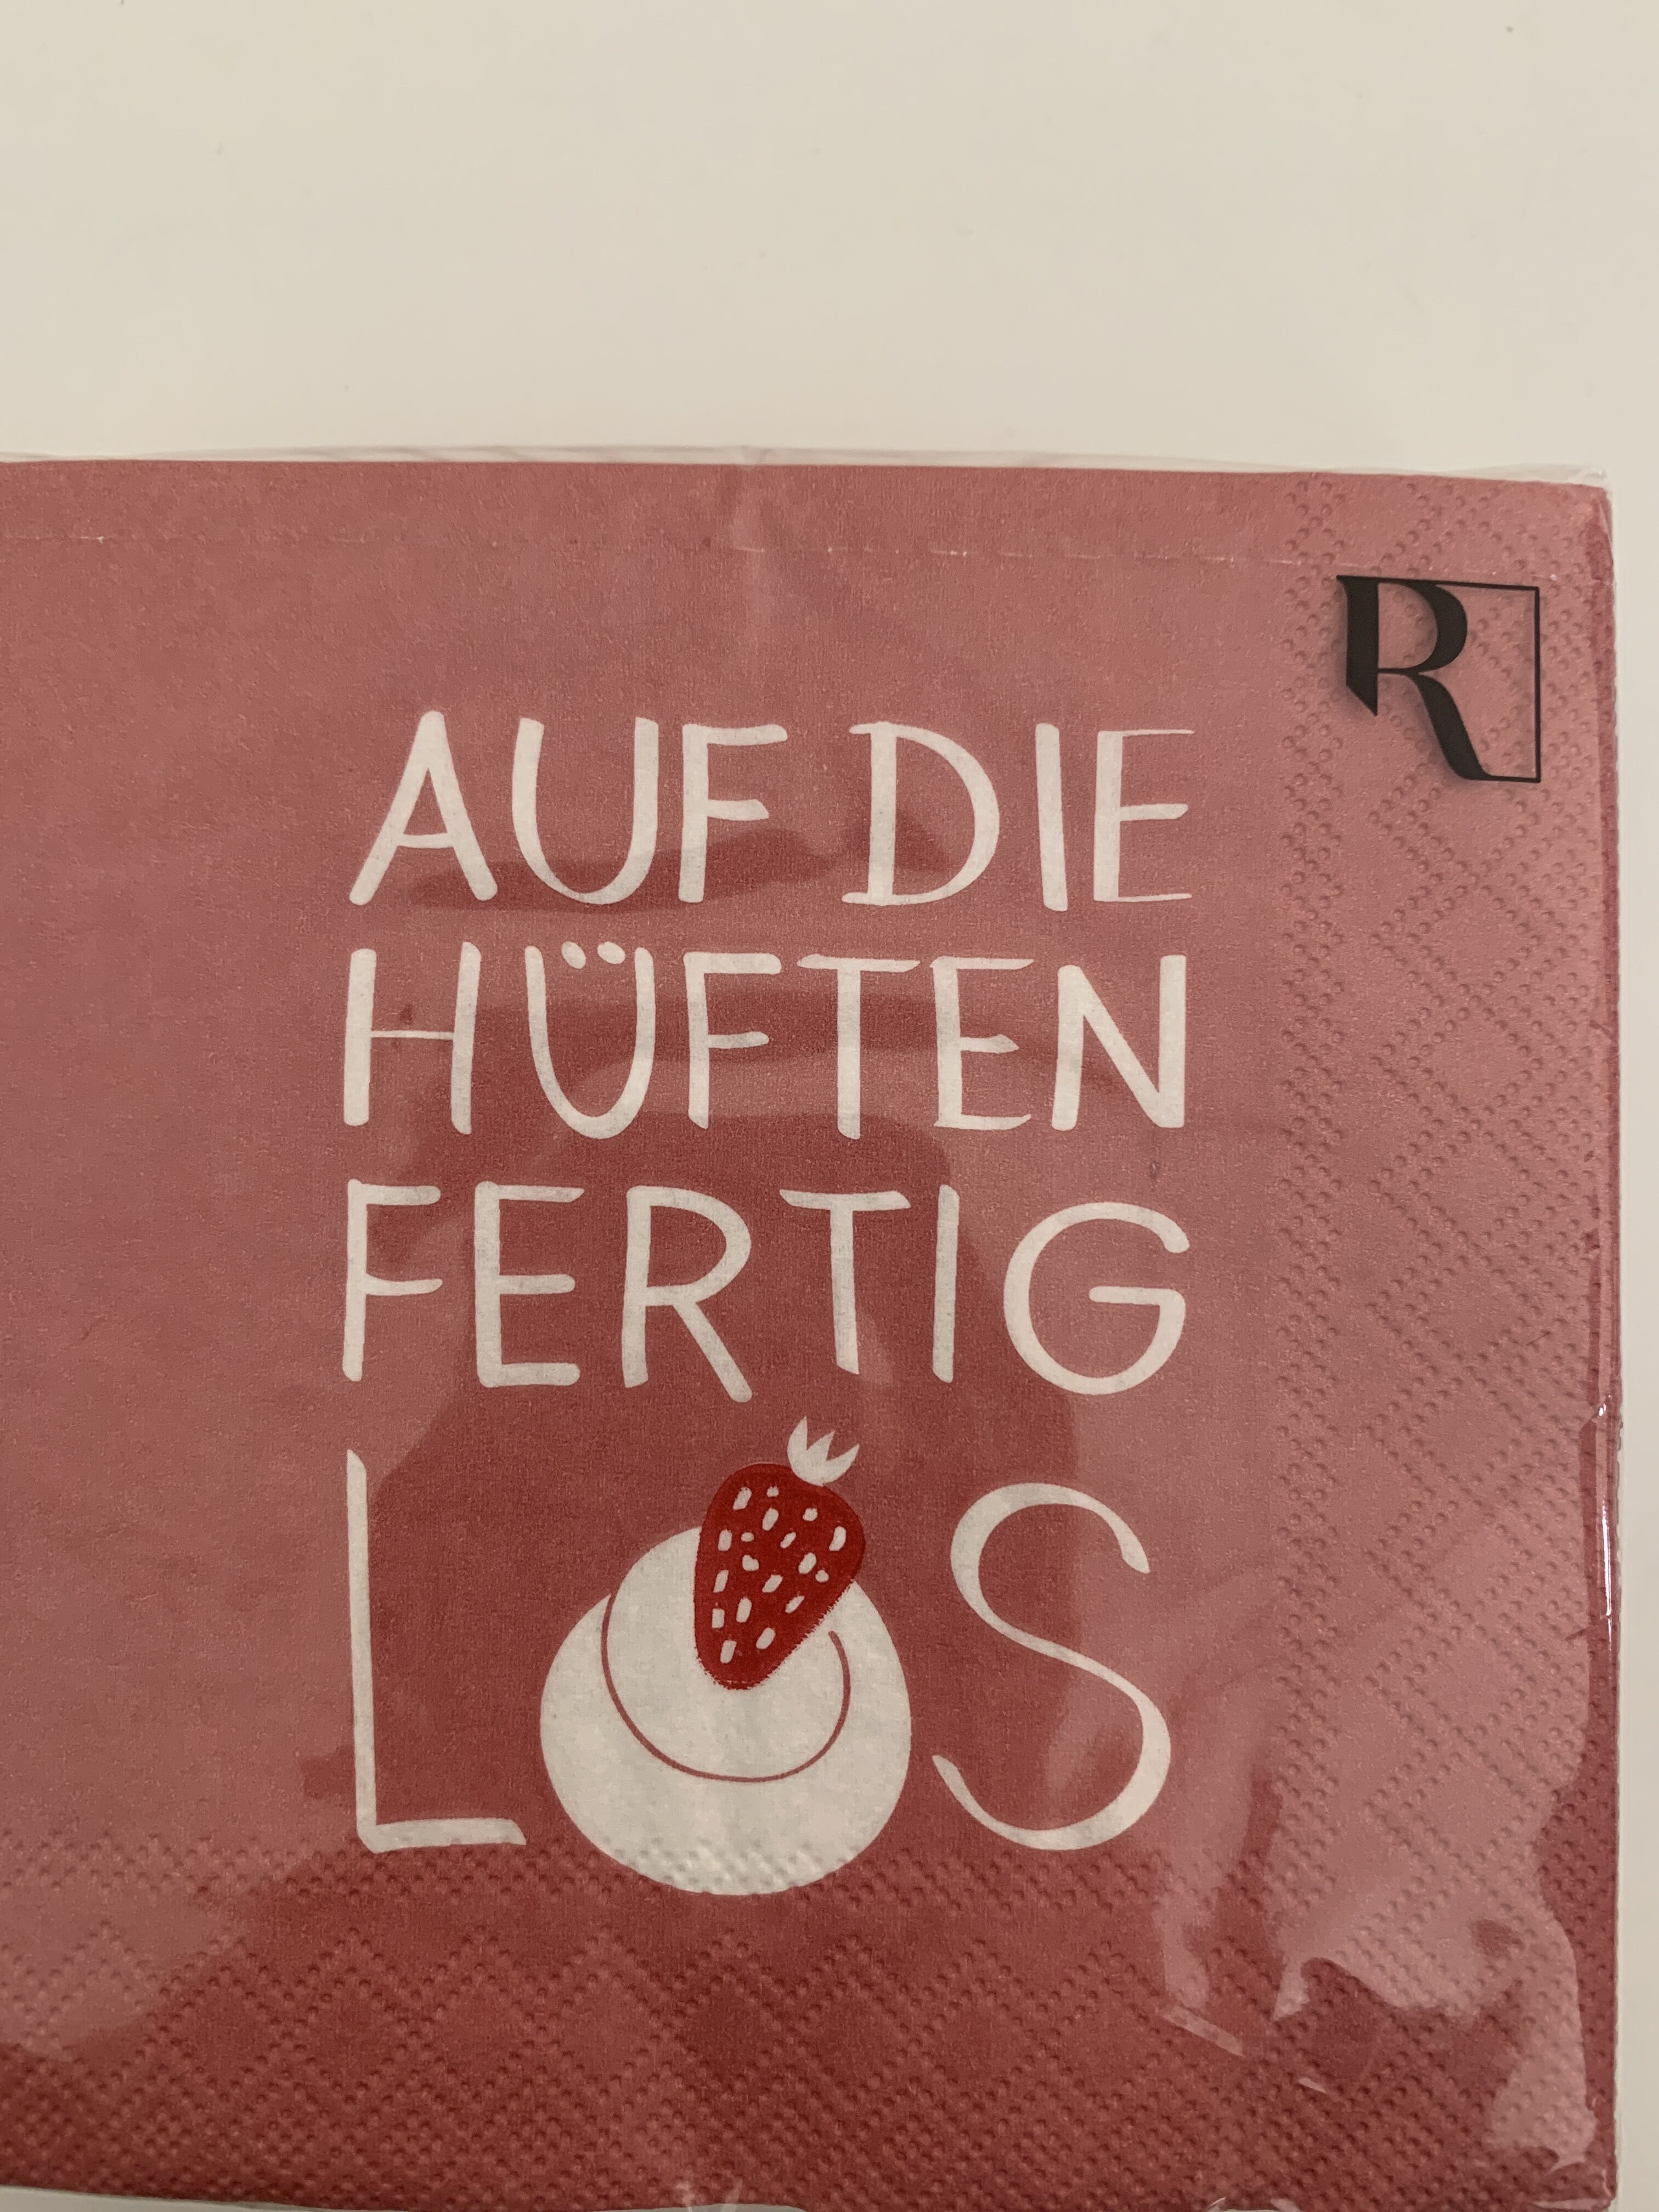 R
AUF DIE
HÜFTEN
FERTIG
LOS